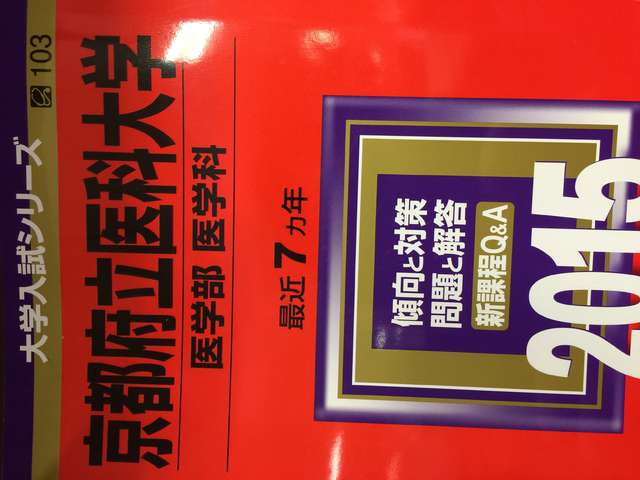 大学入試シリーズ
103
京都府立医科大学
医学部 医学科
最近7ヵ年
傾向と対策
問題と解答
新課程Q&A
2015